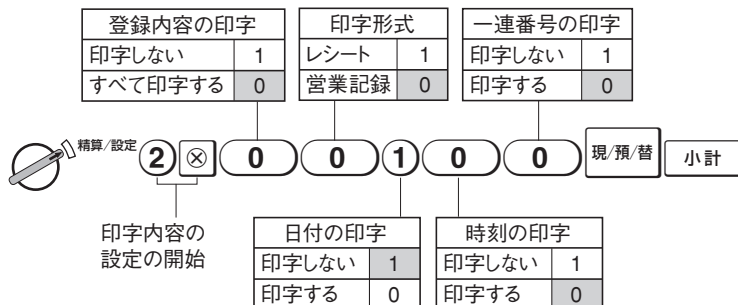 登録内容の印字
印字しない 1
すべて印字する 0
印字形式
レシート 1
営業記録 0
一連番号の印字
印字しない 1
印字する 0
精算/設定 2 ⊗ 0 0 1 0 0 現/預/替 小計
印字内容の
設定の開始
日付の印字
印字しない 1
印字する 0
時刻の印字
印字しない 1
印字する 0